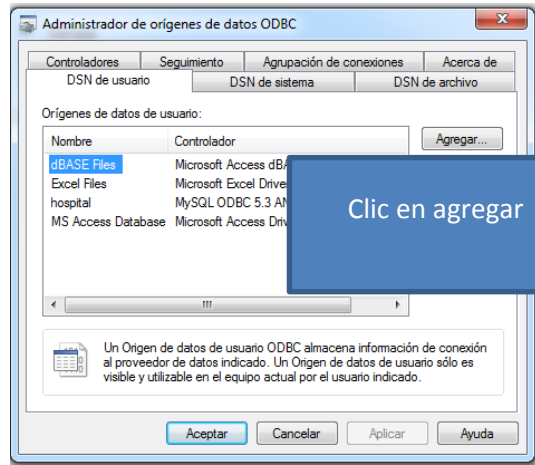 Administrador de orígenes de datos ODBC
Controladores Seguimiento Agrupación de conexiones Acerca de
DSN de usuario DSN de sistema DSN de archivo
Orígenes de datos de usuario:
Nombre Controlador Agregar...
dBASE Files Microsoft Access dBA
Excel Files Microsoft Excel Drive
hospital MySQL ODBC 5.3 AN
MS Access Database Microsoft Access Driv
Clic en agregar
Un Origen de datos de usuario ODBC almacena información de conexión
al proveedor de datos indicado. Un Origen de datos de usuario sólo es
visible y utilizable en el equipo actual por el usuario indicado.
Aceptar Cancelar Aplicar Ayuda